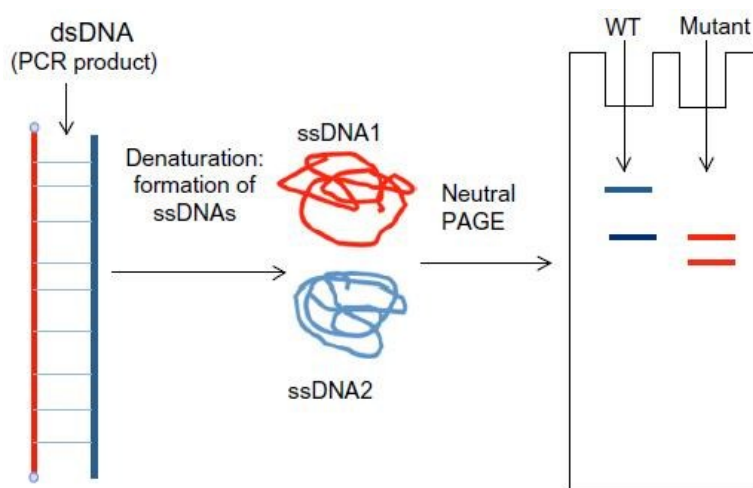 dsDNA
(PCR product)
Denaturation:
formation of
ssDNAs
ssDNA1
ssDNA2
Neutral
PAGE
WT
Mutant